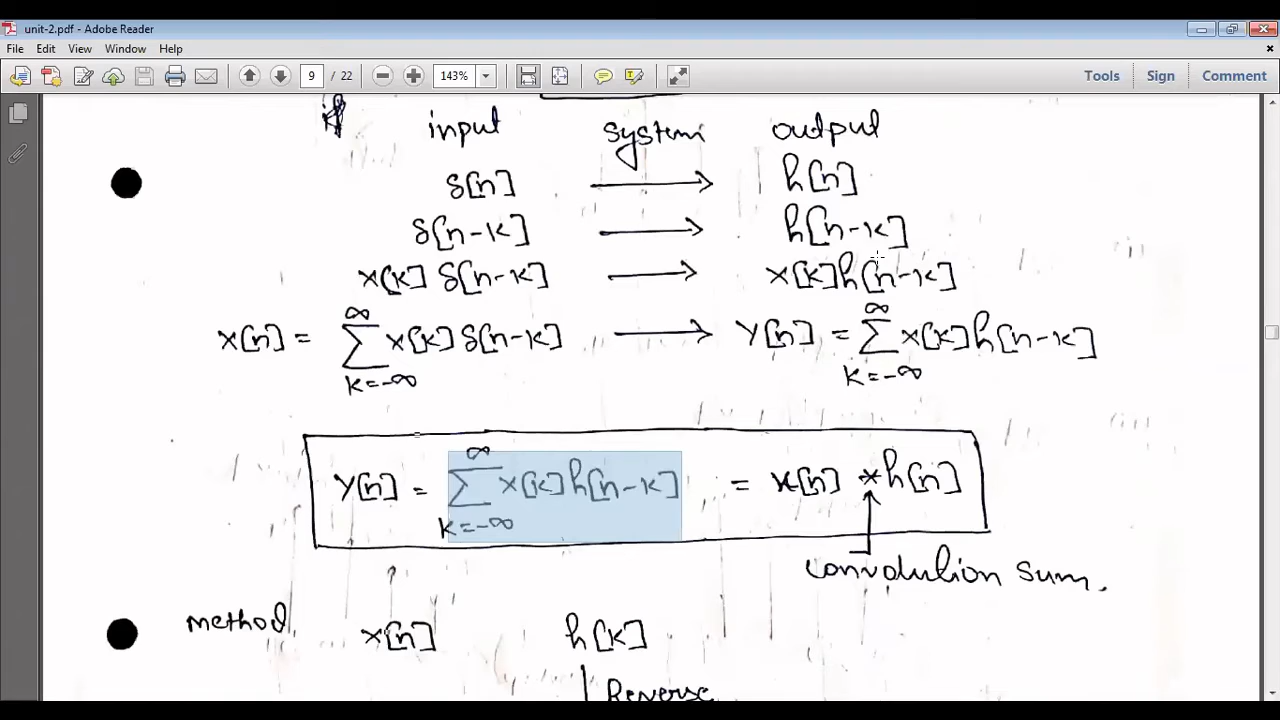 unit-2.pdf - Adobe Reader
File Edit View Window Help
9 / 22 143% Tools Sign Comment
if input system output
δ[n] → h[n]
δ[n-k] → h[n-k]
x[k] δ[n-k] → x[k]h[n-k]
x[n] = ∑_{k=-∞}^{∞} x[k]δ[n-k] → y[n] = ∑_{k=-∞}^{∞} x[k]h[n-k]
y[n] = ∑_{k=-∞}^{∞} x[k]h[n-k] = x[n] * h[n]
convolution sum.
method x[n] h[k]
Reverse